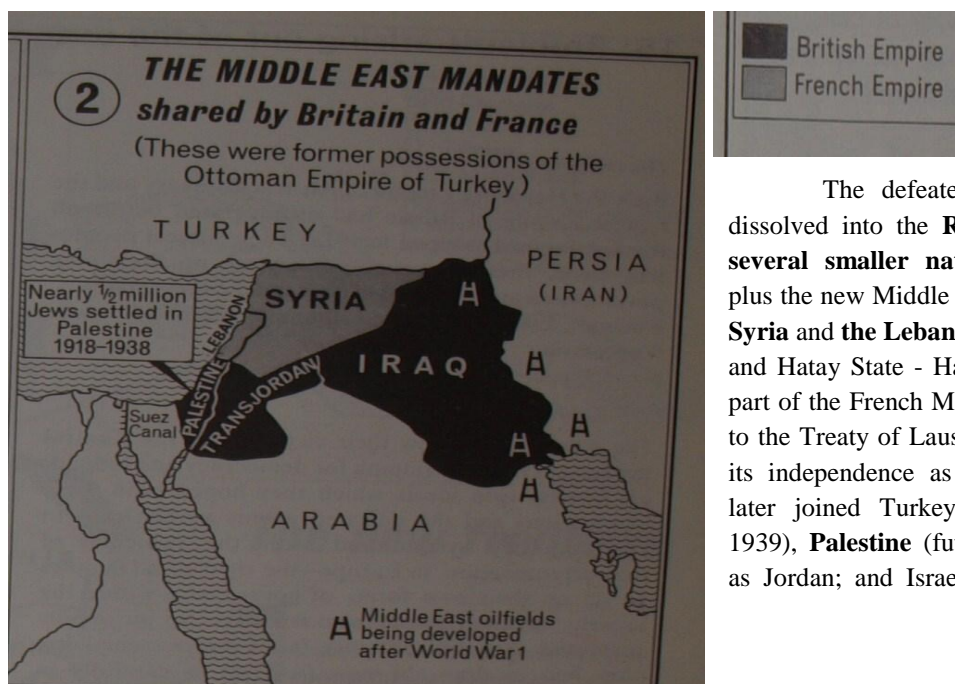 2
THE MIDDLE EAST MANDATES
shared by Britain and France
(These were former possessions of the
Ottoman Empire of Turkey)
TURKEY
PERSIA
(IRAN)
SYRIA
LEBANON
Nearly ½ million
Jews settled in
Palestine
1918–1938
IRAQ
PALESTINE
TRANSJORDAN
Suez
Canal
ARABIA
Middle East oilfields
being developed
after World War 1
British Empire
French Empire
The defeate
dissolved into the R
several smaller na
plus the new Middle
Syria and the Leban
and Hatay State - Ha
part of the French M
to the Treaty of Laus
its independence as
later joined Turkey
1939), Palestine (fu
as Jordan; and Israe